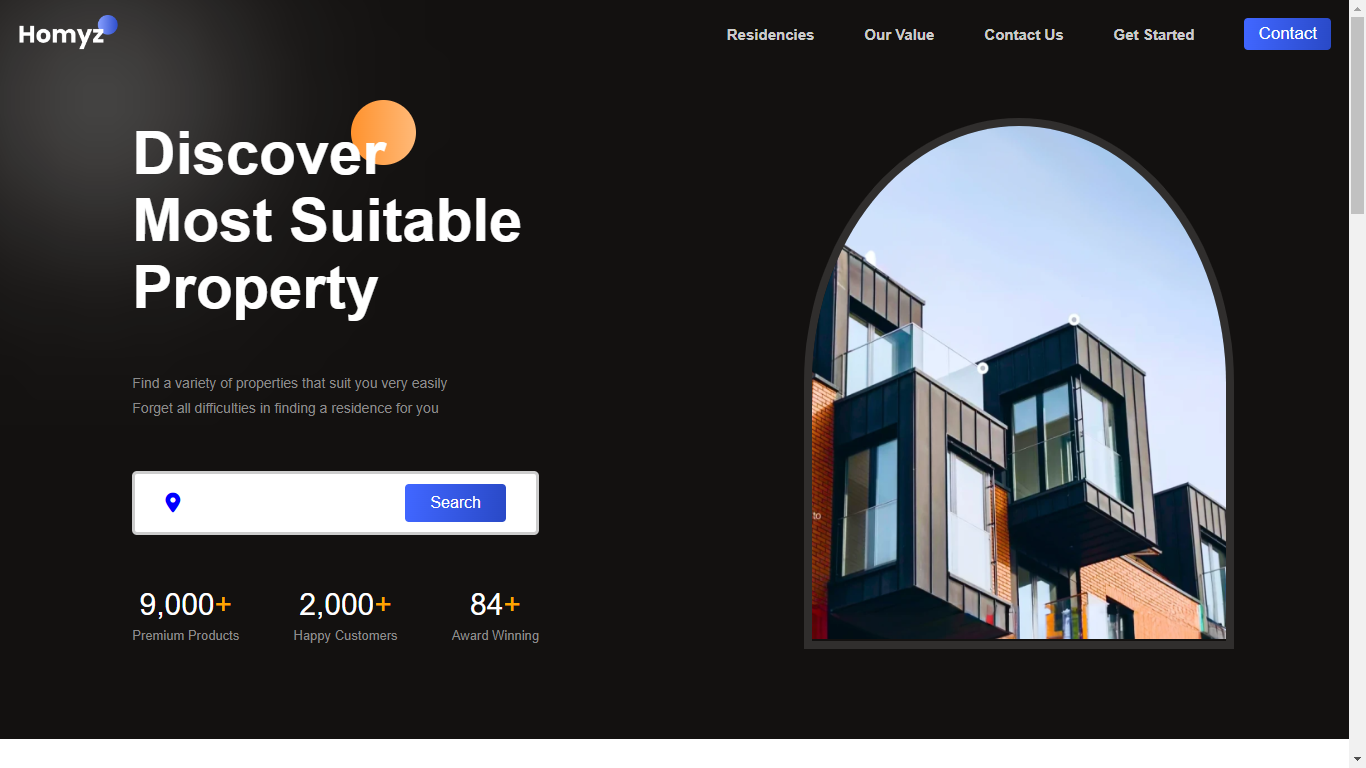 Homyz
Residencies
Our Value
Contact Us
Get Started
Contact
Discover
Most Suitable
Property
Find a variety of properties that suit you very easily
Forget all difficulties in finding a residence for you
Search
9,000+
2,000+
84+
Premium Products
Happy Customers
Award Winning
to